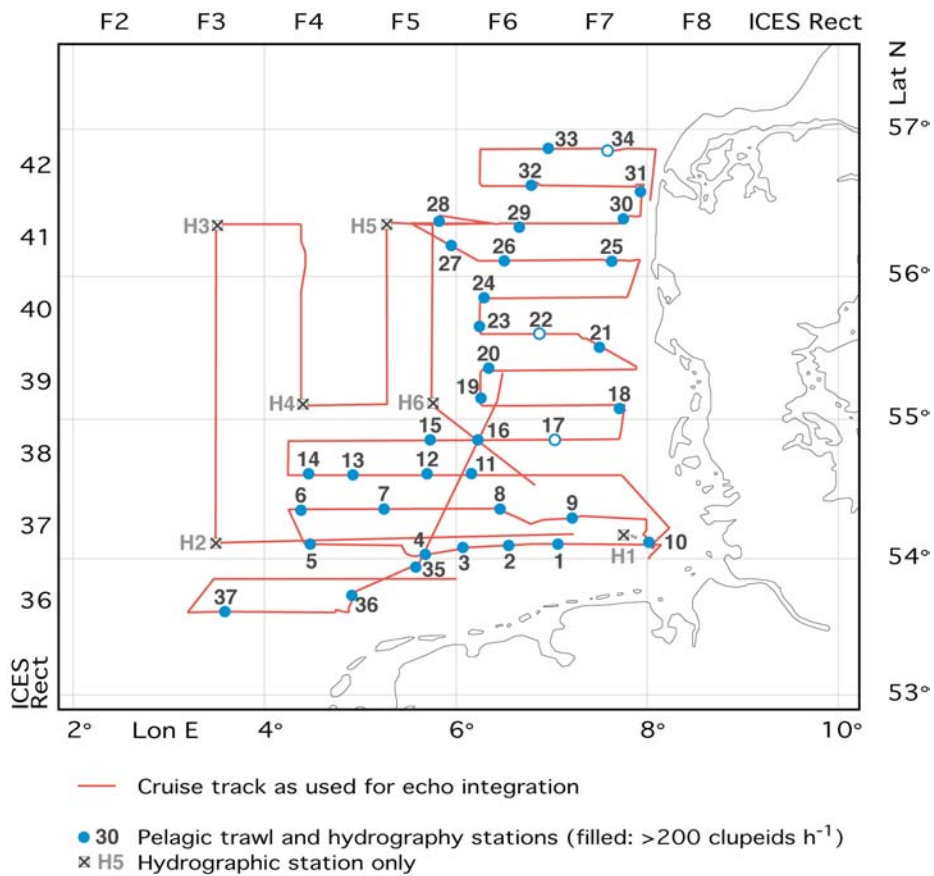 F2 F3 F4 F5 F6 F7 F8 ICES Rect
Lat N
57°
42
33 34
32 31
28 29 30
H3 H5
41
27 26 25
56°
24
40
23 22 21
20
39
19 18
H4 H6
55°
15 16 17
38
14 13 12 11
6 7 8 9
37
H2 5 4 3 2 1 H1 10
54°
35
36
37 36
ICES
Rect
53°
2° Lon E 4° 6° 8° 10°
Cruise track as used for echo integration
30 Pelagic trawl and hydrography stations (filled: >200 clupeids h⁻¹)
H5 Hydrographic station only